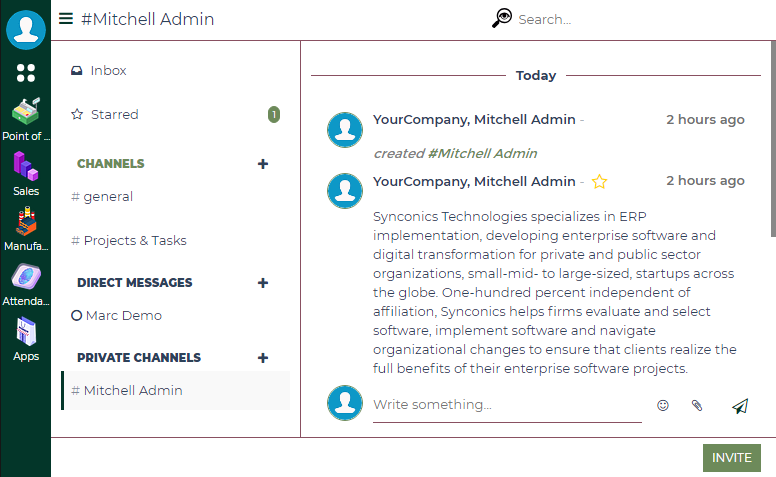 #Mitchell Admin
Search...
Point of ...
Sales
Manufa...
Attenda...
Apps
Inbox
Starred
1
CHANNELS +
# general
# Projects & Tasks
DIRECT MESSAGES +
Marc Demo
PRIVATE CHANNELS +
# Mitchell Admin
Today
YourCompany, Mitchell Admin - 2 hours ago
created #Mitchell Admin
YourCompany, Mitchell Admin - 2 hours ago
Synconics Technologies specializes in ERP
implementation, developing enterprise software and
digital transformation for private and public sector
organizations, small-mid- to large-sized, startups across
the globe. One-hundred percent independent of
affiliation, Synconics helps firms evaluate and select
software, implement software and navigate
organizational changes to ensure that clients realize the
full benefits of their enterprise software projects.
Write something...
INVITE